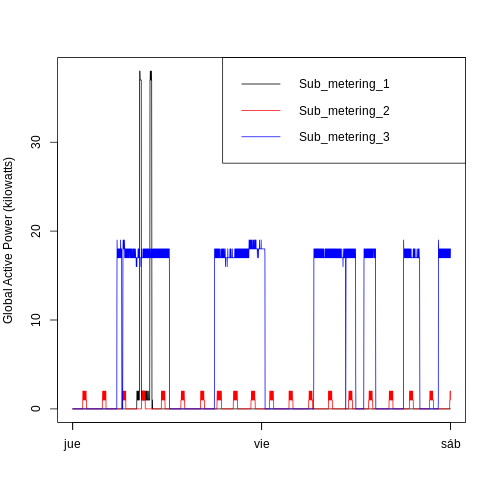 Sub_metering_1
Sub_metering_2
Sub_metering_3
Global Active Power (kilowatts)
30
20
10
0
jue vie sáb